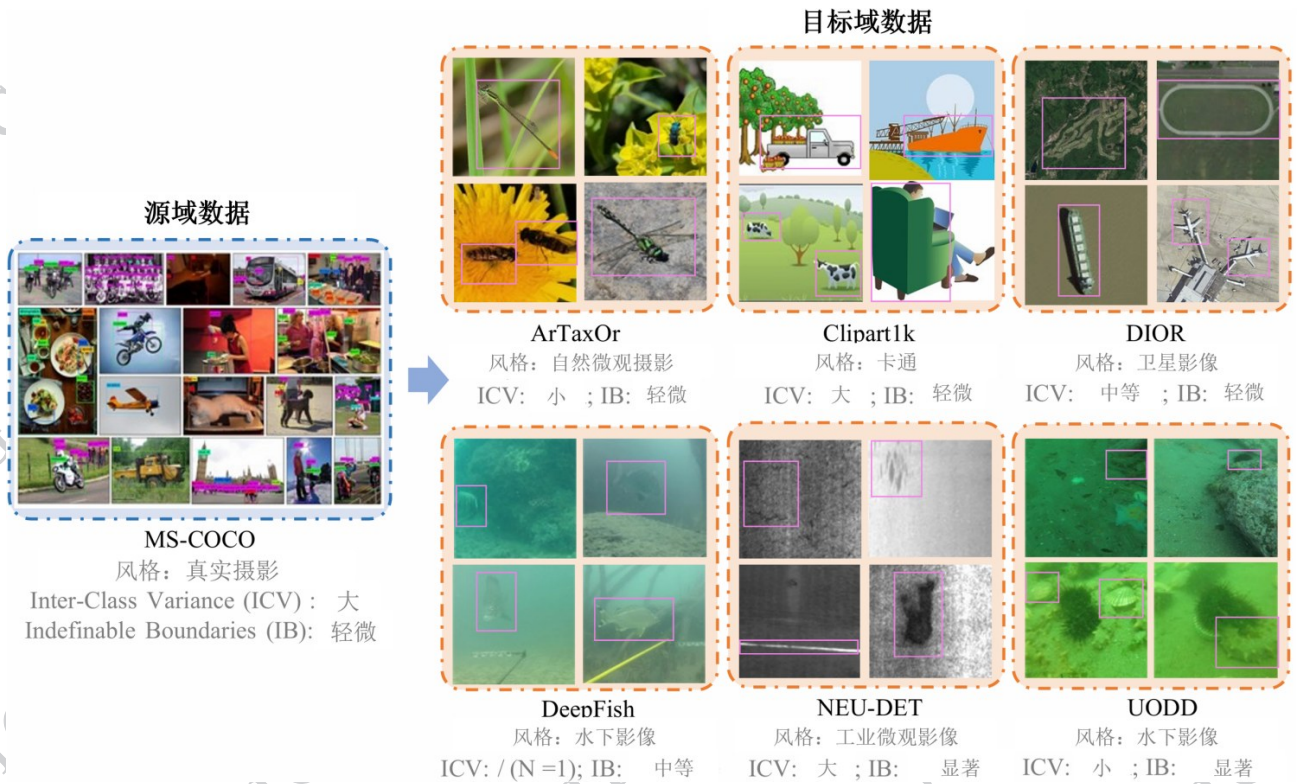 目标域数据
源域数据
MS-COCO
风格：真实摄影
Inter-Class Variance (ICV)： 大
Indefinable Boundaries (IB): 轻微
ArTaxOr
风格：自然微观摄影
ICV: 小 ; IB: 轻微
Clipart1k
风格：卡通
ICV: 大 ; IB: 轻微
DIOR
风格：卫星影像
ICV: 中等 ; IB: 轻微
DeepFish
风格：水下影像
ICV: / (N =1); IB: 中等
NEU-DET
风格：工业微观影像
ICV: 大 ; IB: 显著
UODD
风格：水下影像
ICV: 小 ; IB: 显著